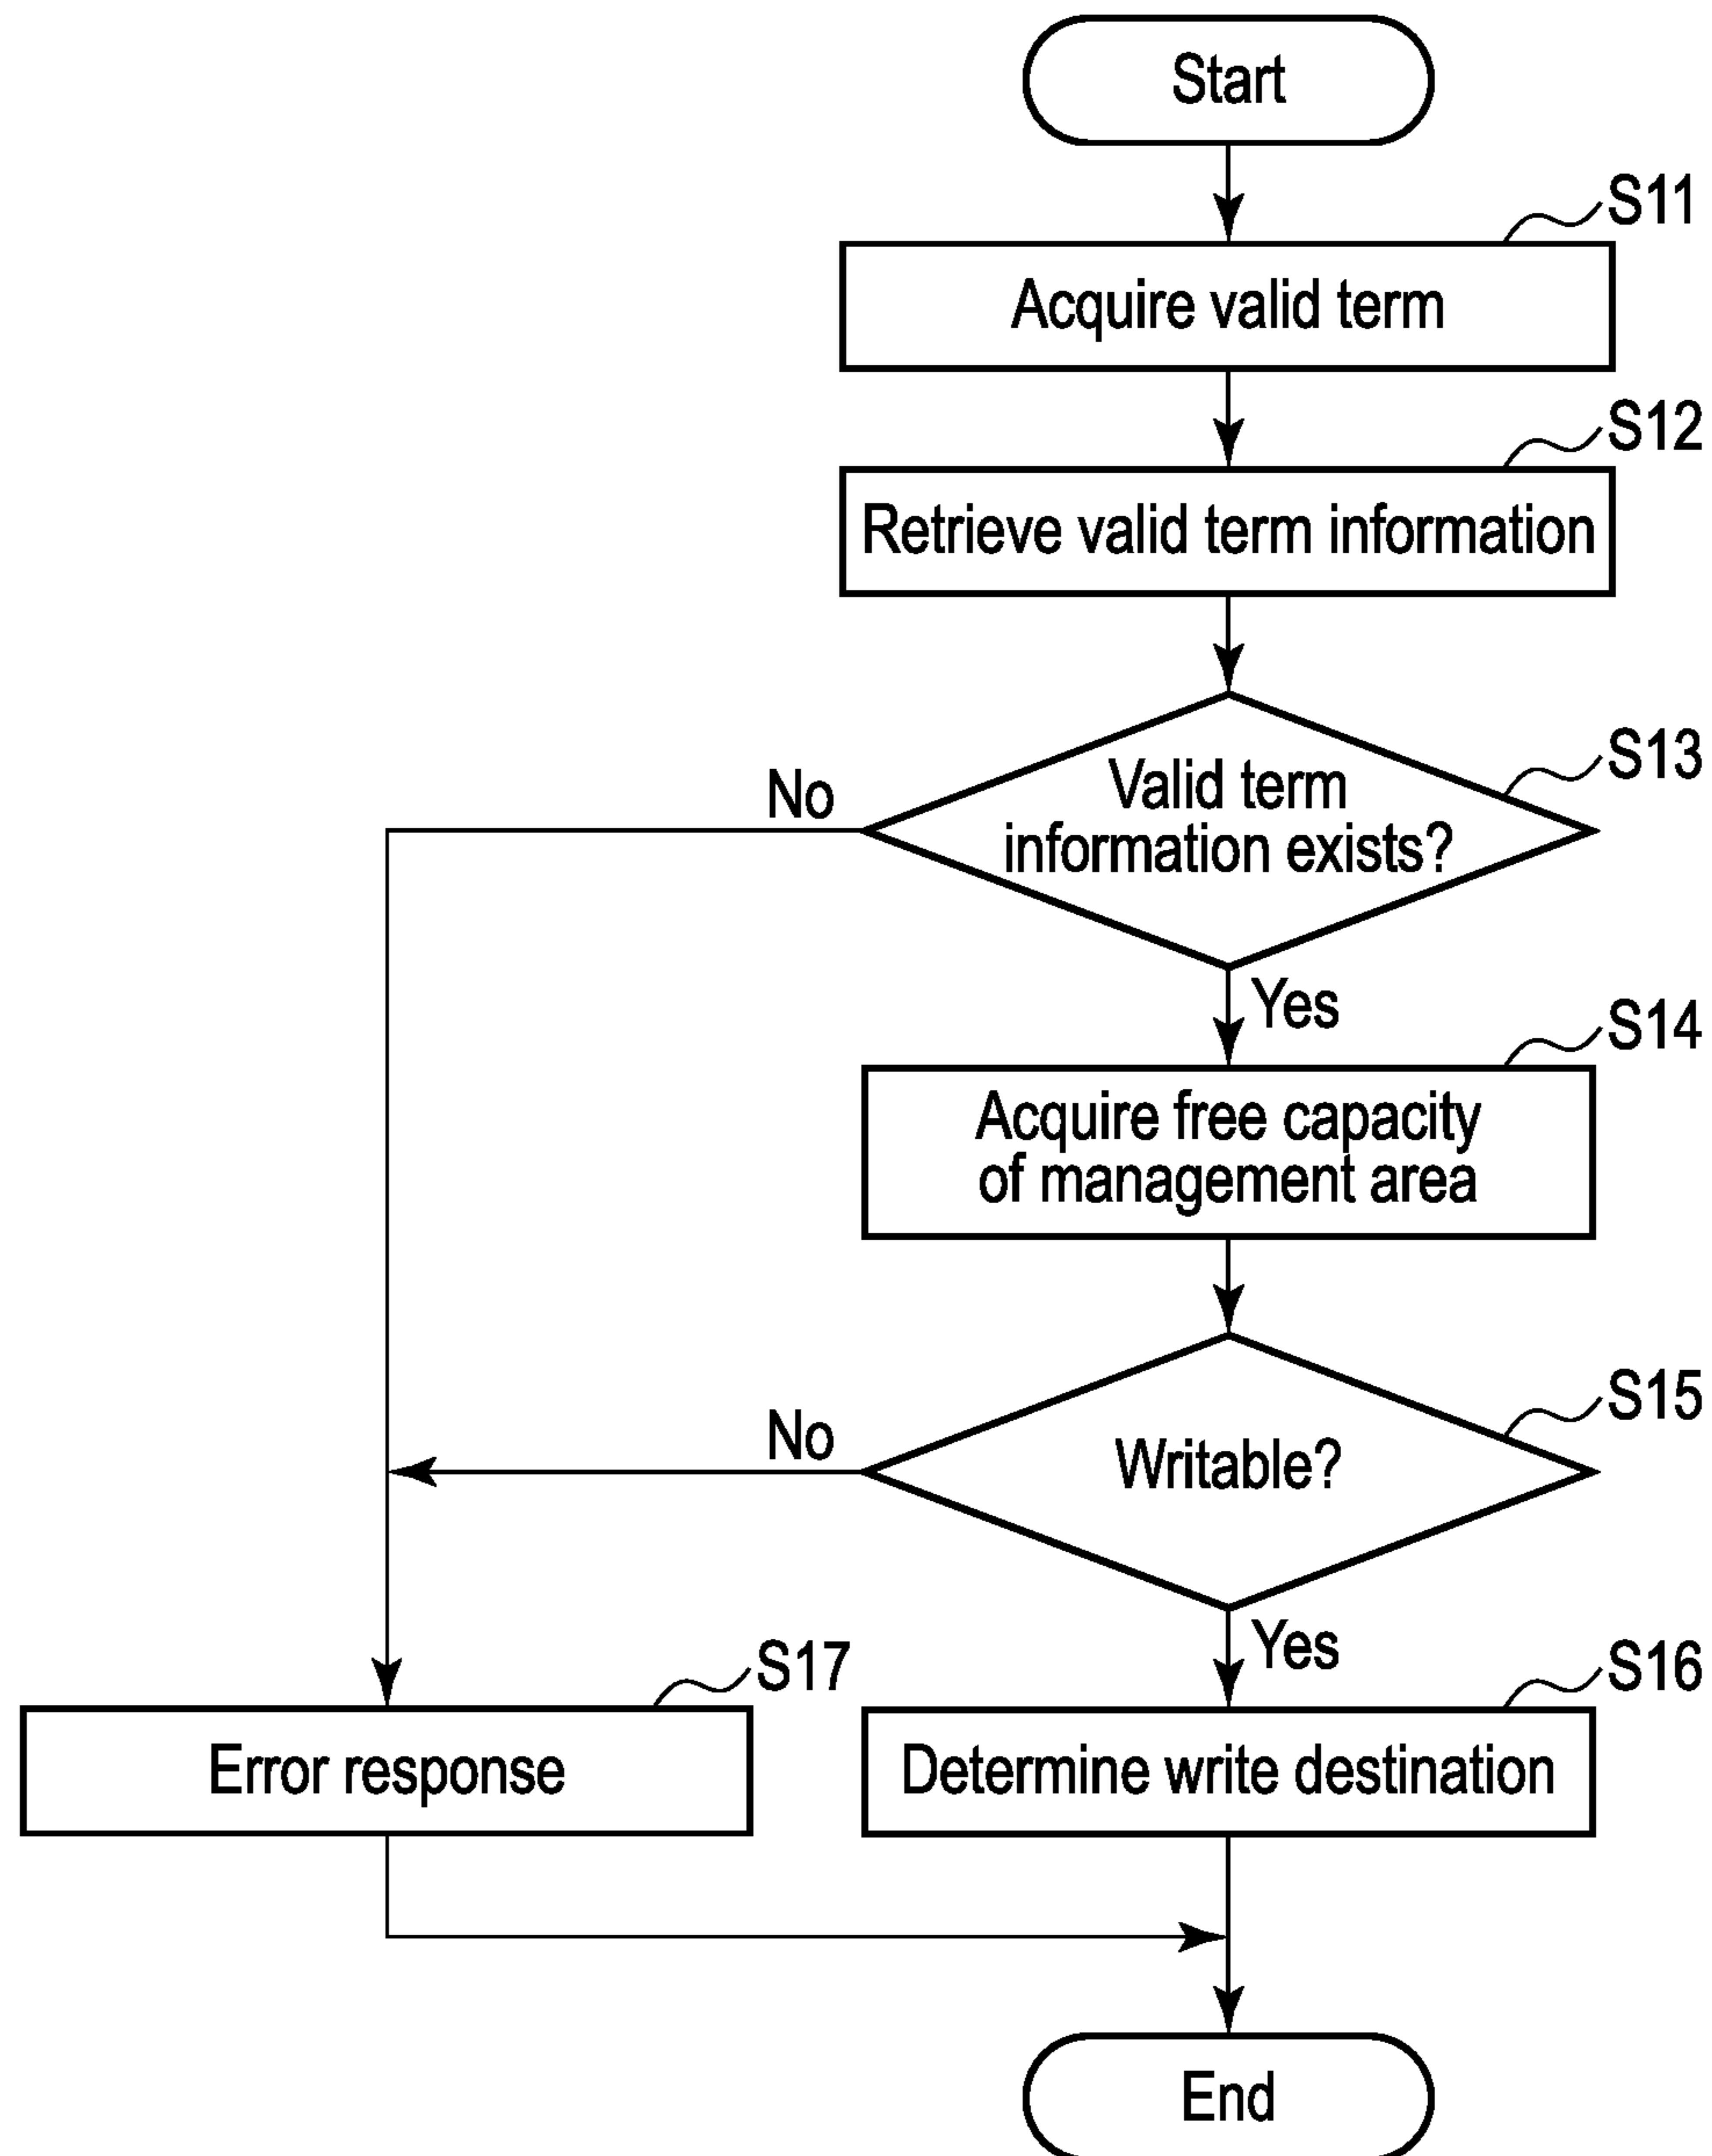 Start
S11
Acquire valid term
S12
Retrieve valid term information
S13
Valid term
information exists?
No
Yes
S14
Acquire free capacity
of management area
S15
Writable?
No
Yes
S17
Error response
S16
Determine write destination
End